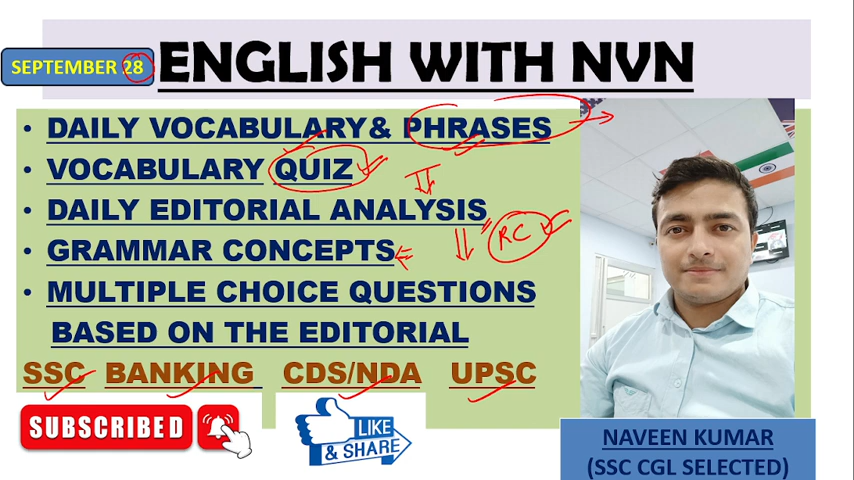 ENGLISH WITH NVN
SEPTEMBER 28
• DAILY VOCABULARY& PHRASES
• VOCABULARY QUIZ
• DAILY EDITORIAL ANALYSIS
RC
• GRAMMAR CONCEPTS
• MULTIPLE CHOICE QUESTIONS
BASED ON THE EDITORIAL
SSC BANKING CDS/NDA UPSC
SUBSCRIBED
LIKE
& SHARE
NAVEEN KUMAR
(SSC CGL SELECTED)